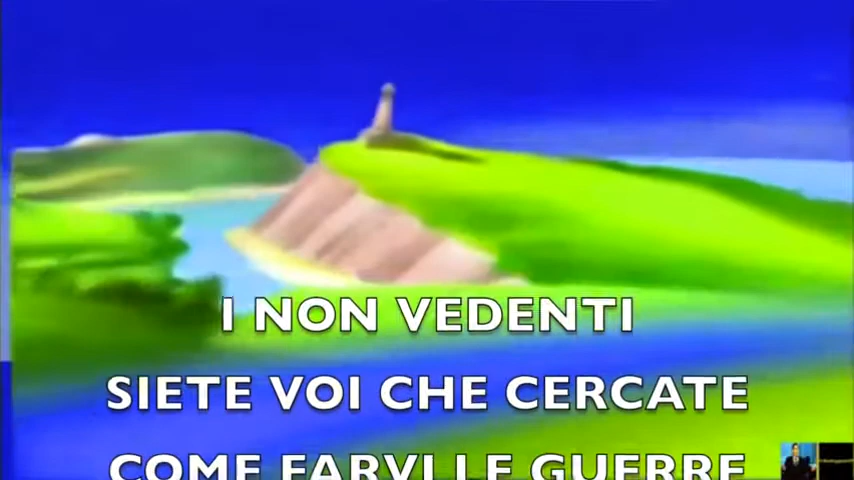 I NON VEDENTI
SIETE VOI CHE CERCATE
COME FARVI LE GUERRE